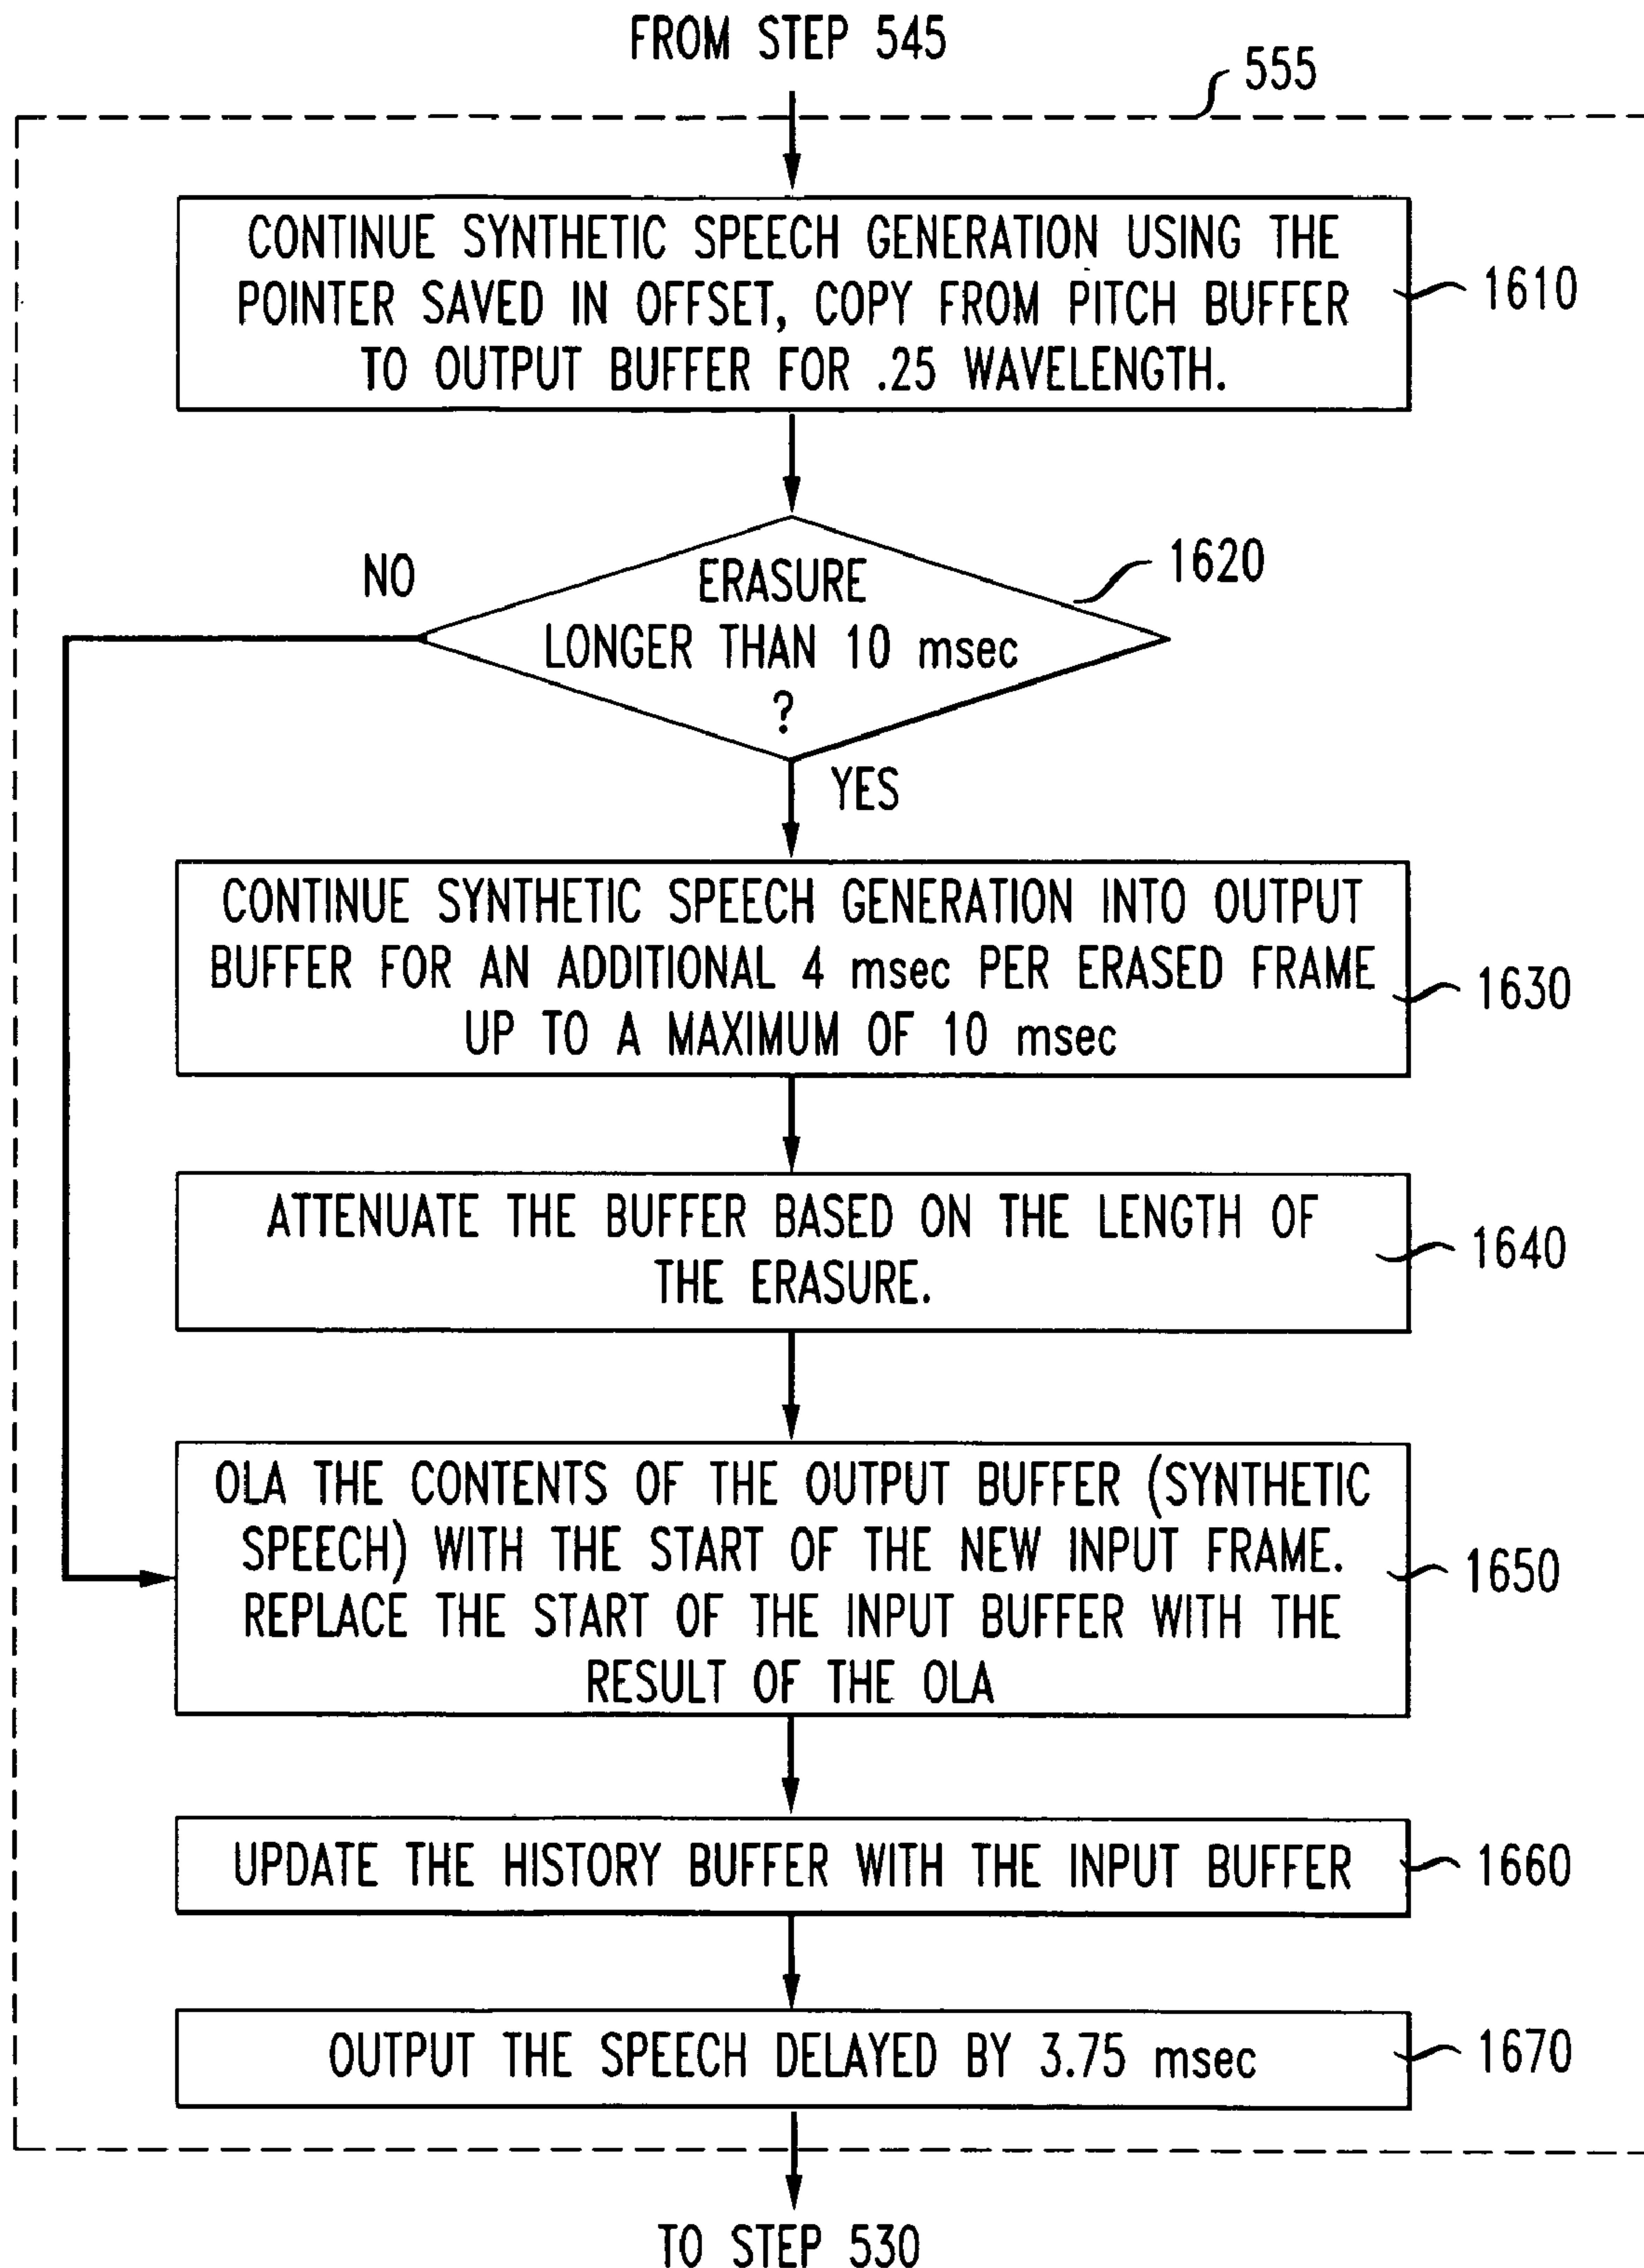 FROM STEP 545
555
CONTINUE SYNTHETIC SPEECH GENERATION USING THE
POINTER SAVED IN OFFSET, COPY FROM PITCH BUFFER
TO OUTPUT BUFFER FOR .25 WAVELENGTH.
1610
NO
ERASURE
LONGER THAN 10 msec
?
1620
YES
CONTINUE SYNTHETIC SPEECH GENERATION INTO OUTPUT
BUFFER FOR AN ADDITIONAL 4 msec PER ERASED FRAME
UP TO A MAXIMUM OF 10 msec
1630
ATTENUATE THE BUFFER BASED ON THE LENGTH OF
THE ERASURE.
1640
OLA THE CONTENTS OF THE OUTPUT BUFFER (SYNTHETIC
SPEECH) WITH THE START OF THE NEW INPUT FRAME.
REPLACE THE START OF THE INPUT BUFFER WITH THE
RESULT OF THE OLA
1650
UPDATE THE HISTORY BUFFER WITH THE INPUT BUFFER
1660
OUTPUT THE SPEECH DELAYED BY 3.75 msec
1670
TO STEP 530